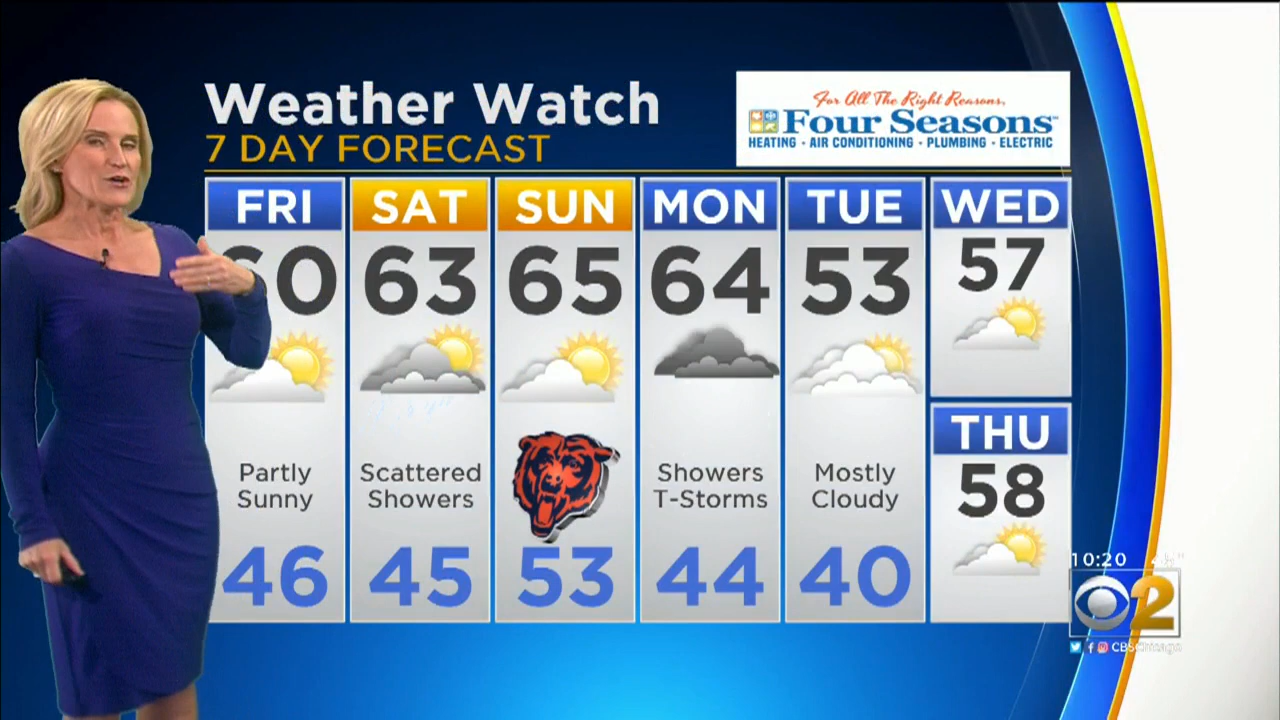 Weather Watch
7 DAY FORECAST
For All The Right Reasons.
Four Seasons
HEATING • AIR CONDITIONING • PLUMBING • ELECTRIC
FRI SAT SUN MON TUE WED
63 65 64 53 57
Partly Sunny
Scattered Showers
Showers T-Storms
Mostly Cloudy
46 45 53 44 40
THU
58
10:20
2
CBSChicago